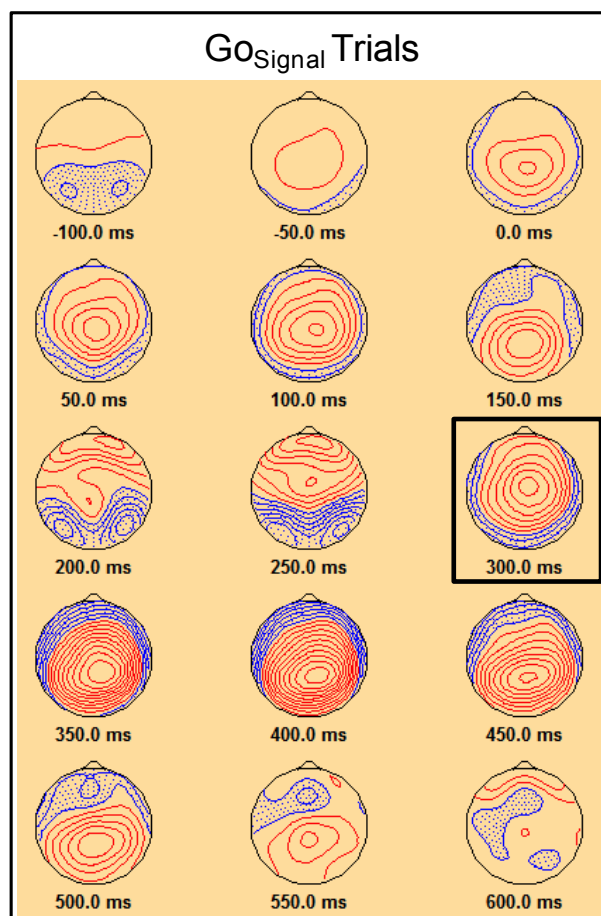 Go_Signal Trials
-100.0 ms -50.0 ms 0.0 ms
50.0 ms 100.0 ms 150.0 ms
200.0 ms 250.0 ms 300.0 ms
350.0 ms 400.0 ms 450.0 ms
500.0 ms 550.0 ms 600.0 ms